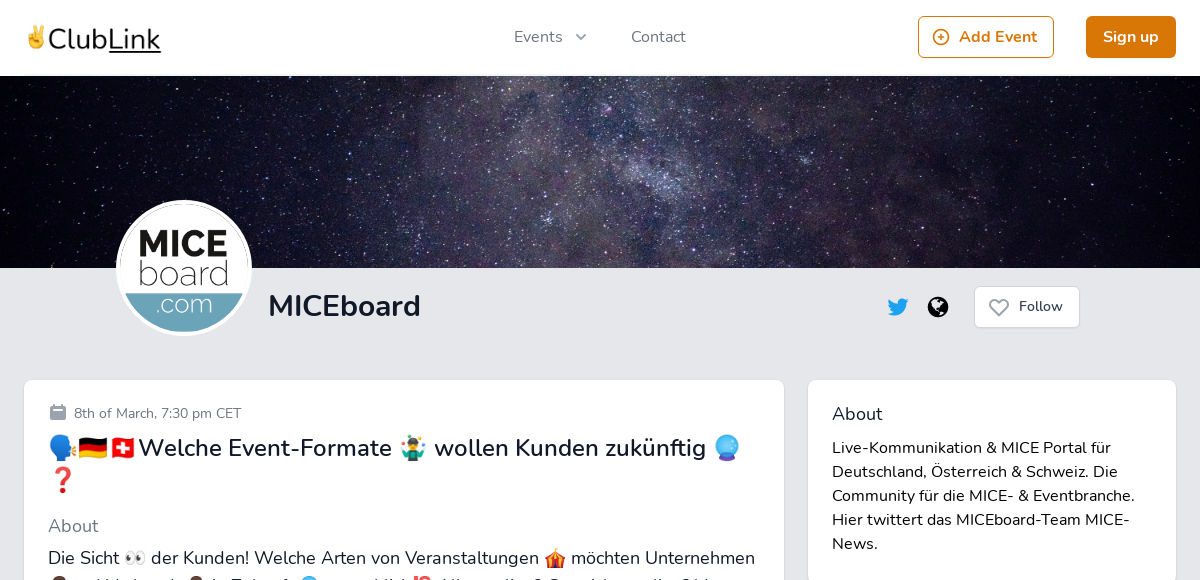 ✌️ClubLink
Events
Contact
Add Event
Sign up
MICE
board
.com
MICEboard
Follow
8th of March, 7:30 pm CET
🗣️🇩🇪🇨🇭Welche Event-Formate 🤹‍♂️ wollen Kunden zukünftig 🔮
❓
About
Die Sicht 👀 der Kunden! Welche Arten von Veranstaltungen 🎪 möchten Unternehmen
About
Live-Kommunikation & MICE Portal für
Deutschland, Österreich & Schweiz. Die
Community für die MICE- & Eventbranche.
Hier twittert das MICEboard-Team MICE-
News.